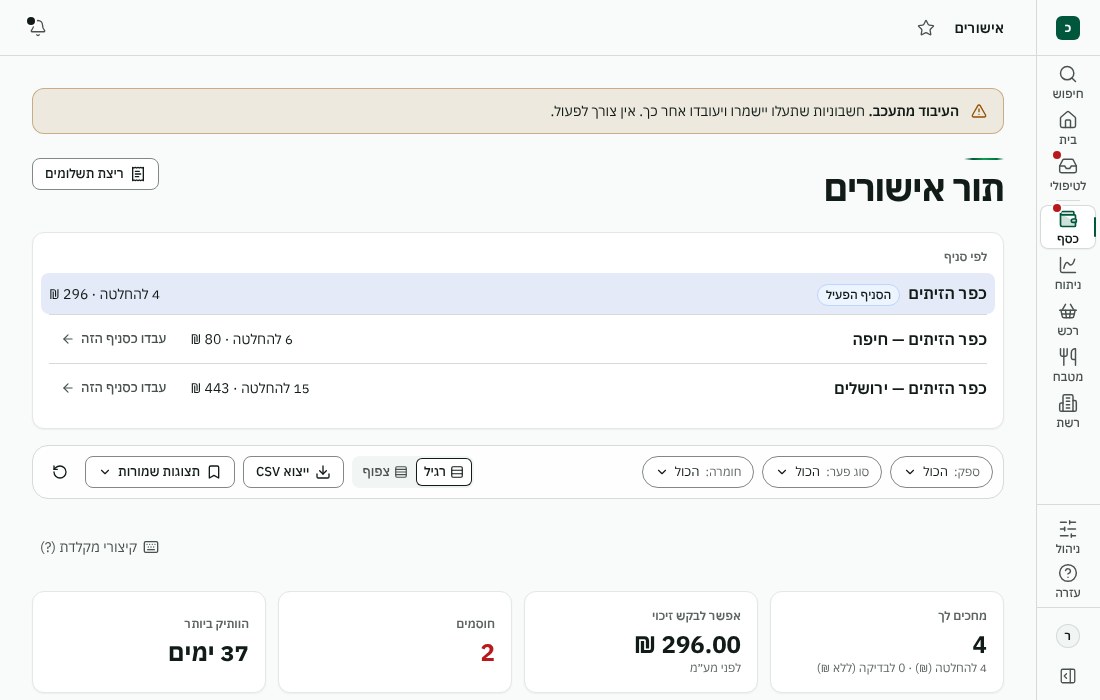 כ
אישורים
חיפוש
בית
לטיפולי
כסף
ניתוח
רכש
מטבח
רשת
ניהול
עזרה
ר
העיבוד מתעכב. חשבוניות שתעלו יישמרו ויעובדו אחר כך. אין צורך לפעול.
תור אישורים
ריצת תשלומים
לפי סניף
כפר הזיתים הסניף הפעיל 4 להחלטה · 296 ₪
כפר הזיתים — חיפה 6 להחלטה · 80 ₪ עבדו כסניף הזה ←
כפר הזיתים — ירושלים 15 להחלטה · 443 ₪ עבדו כסניף הזה ←
ספק: הכול סוג פער: הכול חומרה: הכול רגיל צפוף ייצוא CSV תצוגות שמורות
קיצורי מקלדת (?)
מחכים לך
4
4 להחלטה (₪) · 0 לבדיקה (ללא ₪)
אפשר לבקש זיכוי
296.00 ₪
לפני מע״מ
חוסמים
2
הוותיק ביותר
37 ימים